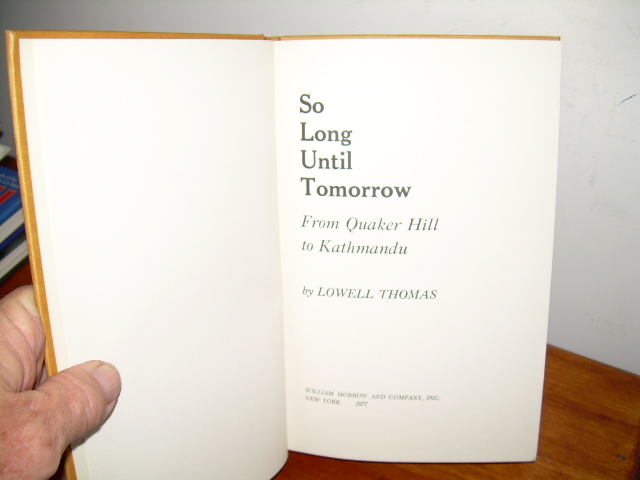 So
Long
Until
Tomorrow
From Quaker Hill
to Kathmandu
by LOWELL THOMAS
WILLIAM MORROW AND COMPANY, INC.
NEW YORK 1977